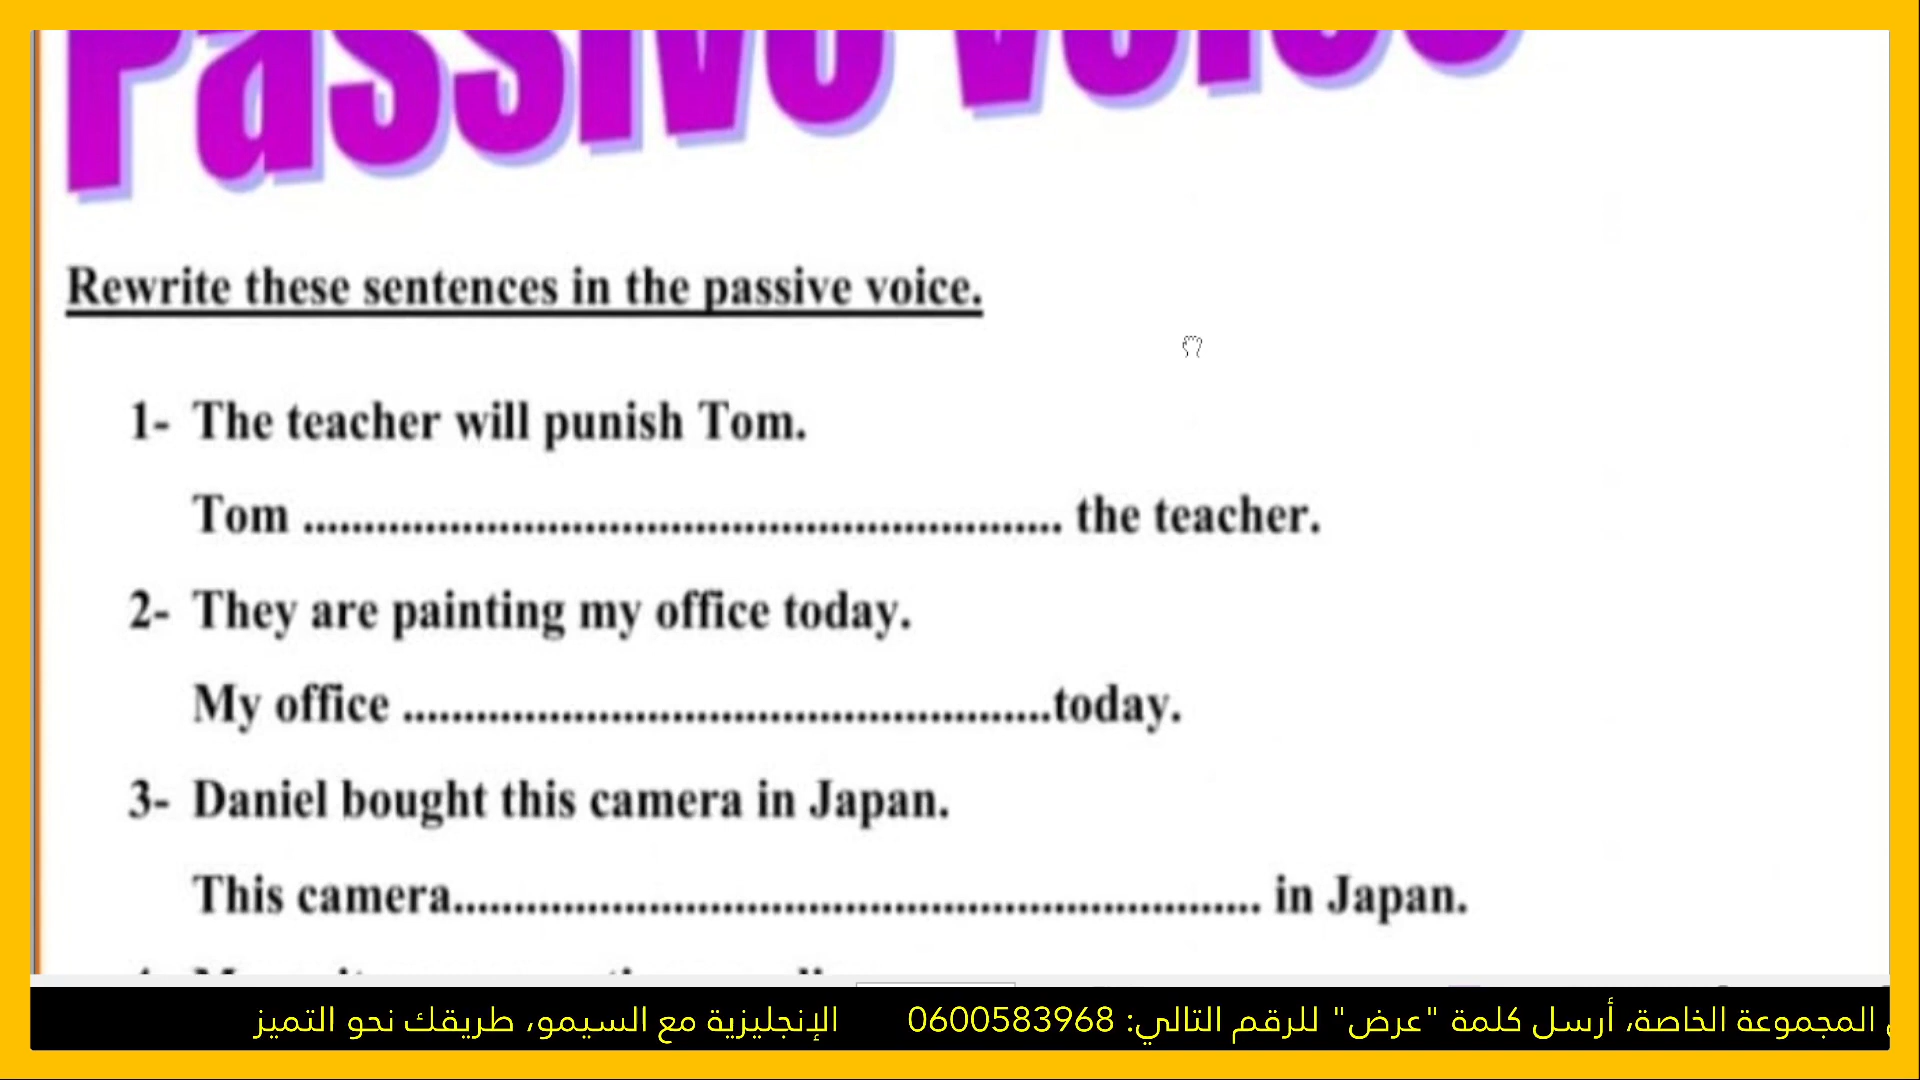 Passive Voice
Rewrite these sentences in the passive voice.
1- The teacher will punish Tom.
Tom ................................................................ the teacher.
2- They are painting my office today.
My office .......................................................today.
3- Daniel bought this camera in Japan.
This camera.................................................................... in Japan.
المجموعة الخاصة، أرسل كلمة "عرض" للرقم التالي: 0600583968 الإنجليزية مع السيمو، طريقك نحو التميز